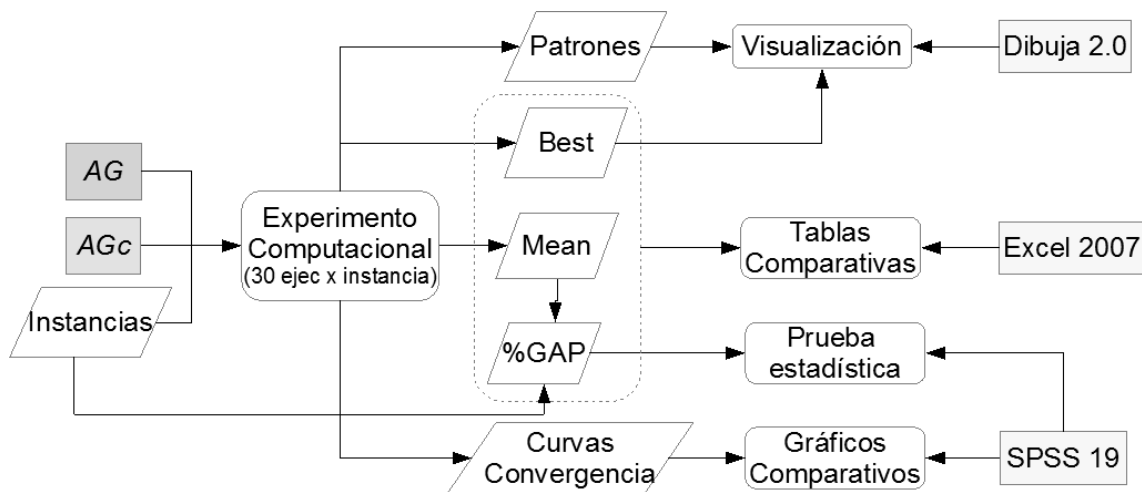 Patrones
Visualización
Dibuja 2.0
Best
AG
AGc
Instancias
Experimento
Computacional
(30 ejec x instancia)
Mean
Tablas
Comparativas
Excel 2007
%GAP
Prueba
estadística
Curvas
Convergencia
Gráficos
Comparativos
SPSS 19